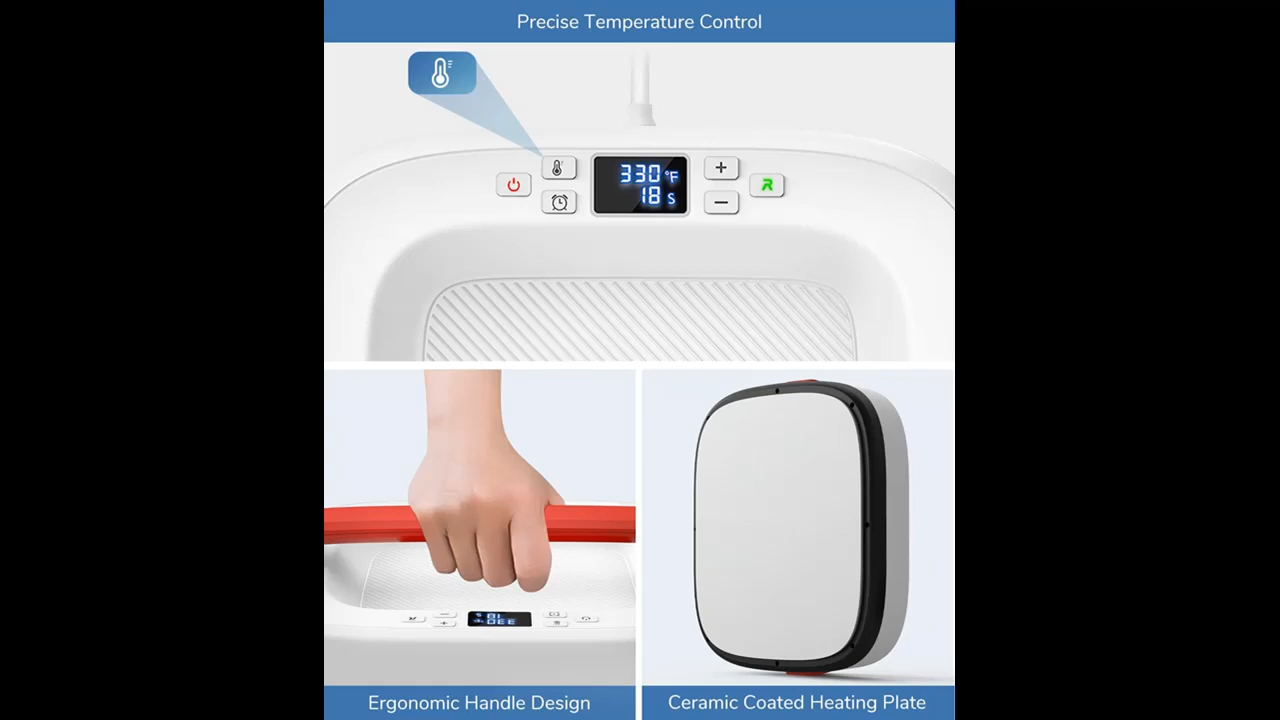 Precise Temperature Control
330 °F
18 S
Ergonomic Handle Design
Ceramic Coated Heating Plate